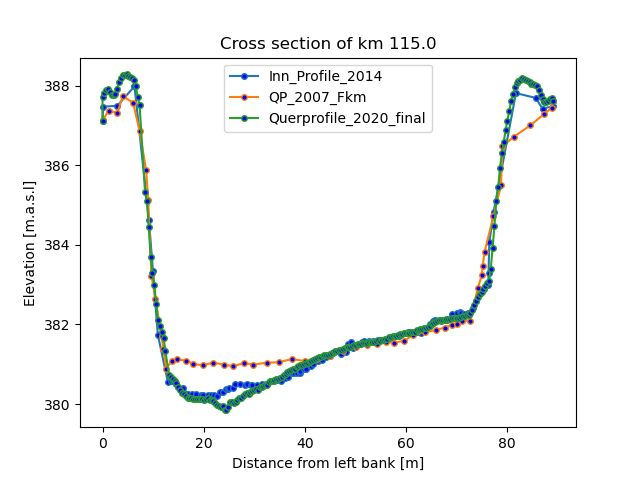 Cross section of km 115.0
Inn_Profile_2014
QP_2007_Fkm
Querprofile_2020_final
Elevation [m.a.s.l]
388
386
384
382
380
0 20 40 60 80
Distance from left bank [m]